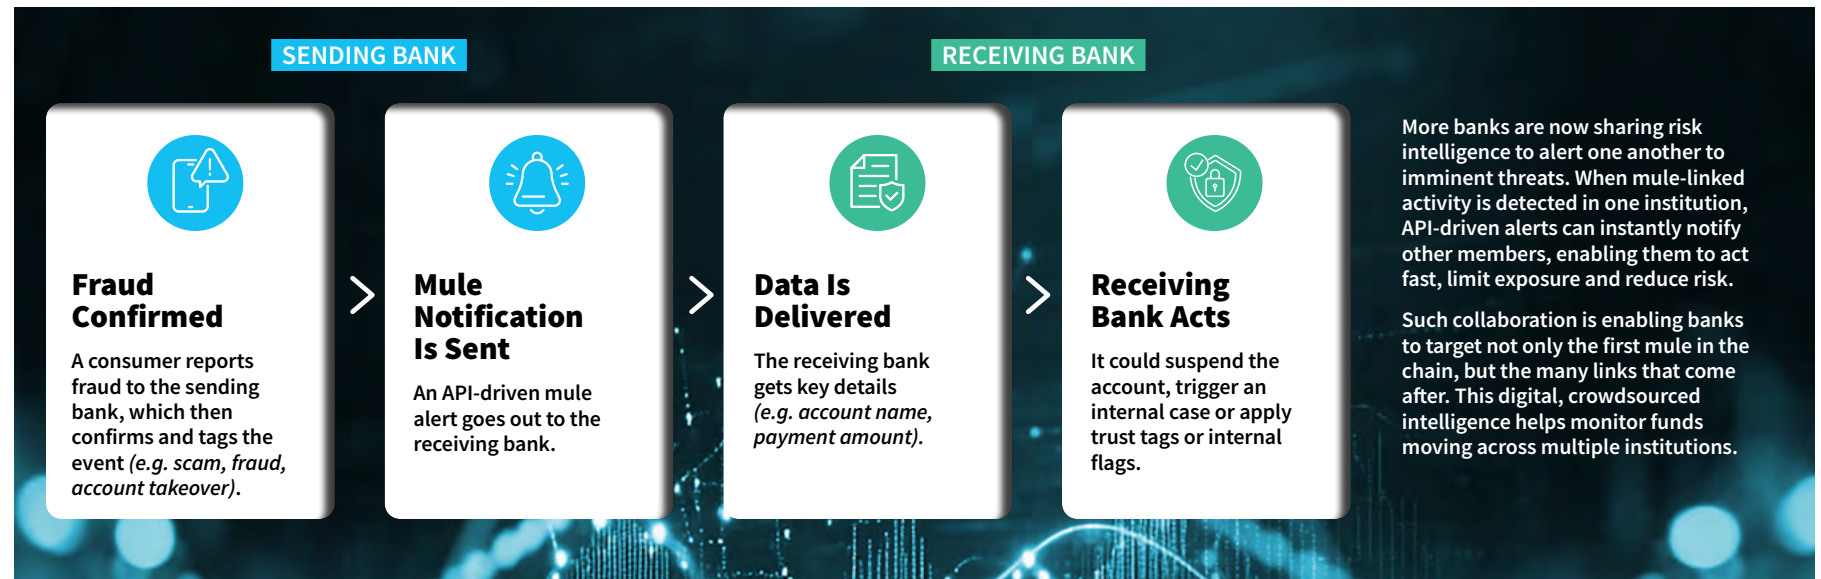 SENDING BANK
RECEIVING BANK
Fraud
Confirmed
A consumer reports
fraud to the sending
bank, which then
confirms and tags the
event (e.g. scam, fraud,
account takeover).
Mule
Notification
Is Sent
An API-driven mule
alert goes out to the
receiving bank.
Data Is
Delivered
The receiving bank
gets key details
(e.g. account name,
payment amount).
Receiving
Bank Acts
It could suspend the
account, trigger an
internal case or apply
trust tags or internal
flags.
More banks are now sharing risk
intelligence to alert one another to
imminent threats. When mule-linked
activity is detected in one institution,
API-driven alerts can instantly notify
other members, enabling them to act
fast, limit exposure and reduce risk.
Such collaboration is enabling banks
to target not only the first mule in the
chain, but the many links that come
after. This digital, crowdsourced
intelligence helps monitor funds
moving across multiple institutions.